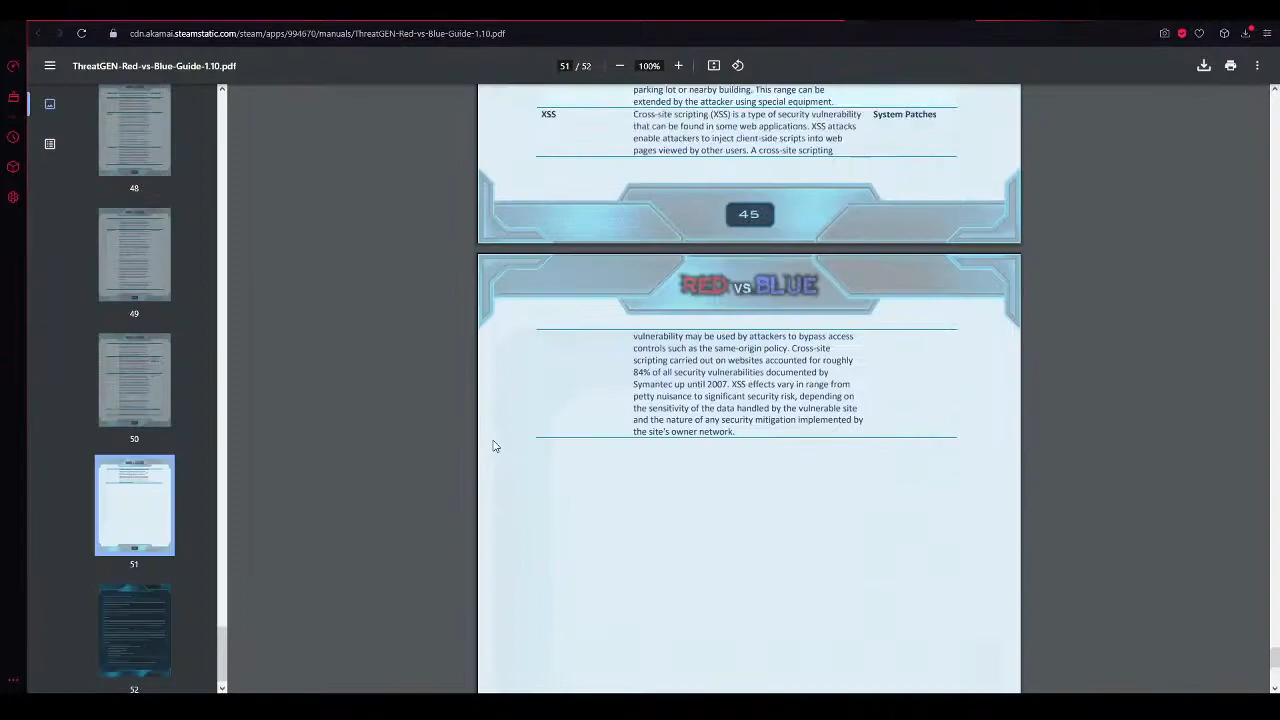 cdn.akamai.steamstatic.com/steam/apps/994670/manuals/ThreatGEN-Red-vs-Blue-Guide-1.10.pdf
ThreatGEN-Red-vs-Blue-Guide-1.10.pdf
51 / 52
100%
48
49
50
51
52
parking lot or nearby building. This range can
extended by the attacker using special equipment.
XSS Cross-site scripting (XSS) is a type of security vulnerability System Patches
that can be found in some web applications. XSS attacks
enable attackers to inject client-side scripts into web
pages viewed by other users. A cross-site scripting
45
RED VS BLUE
vulnerability may be used by attackers to bypass access
controls such as the same-origin policy. Cross-site
scripting carried out on websites accounted for roughly
84% of all security vulnerabilities documented by
Symantec up until 2007. XSS effects vary in range from
petty nuisance to significant security risk, depending on
the sensitivity of the data handled by the vulnerable site
and the nature of any security mitigation implemented by
the site's owner network.